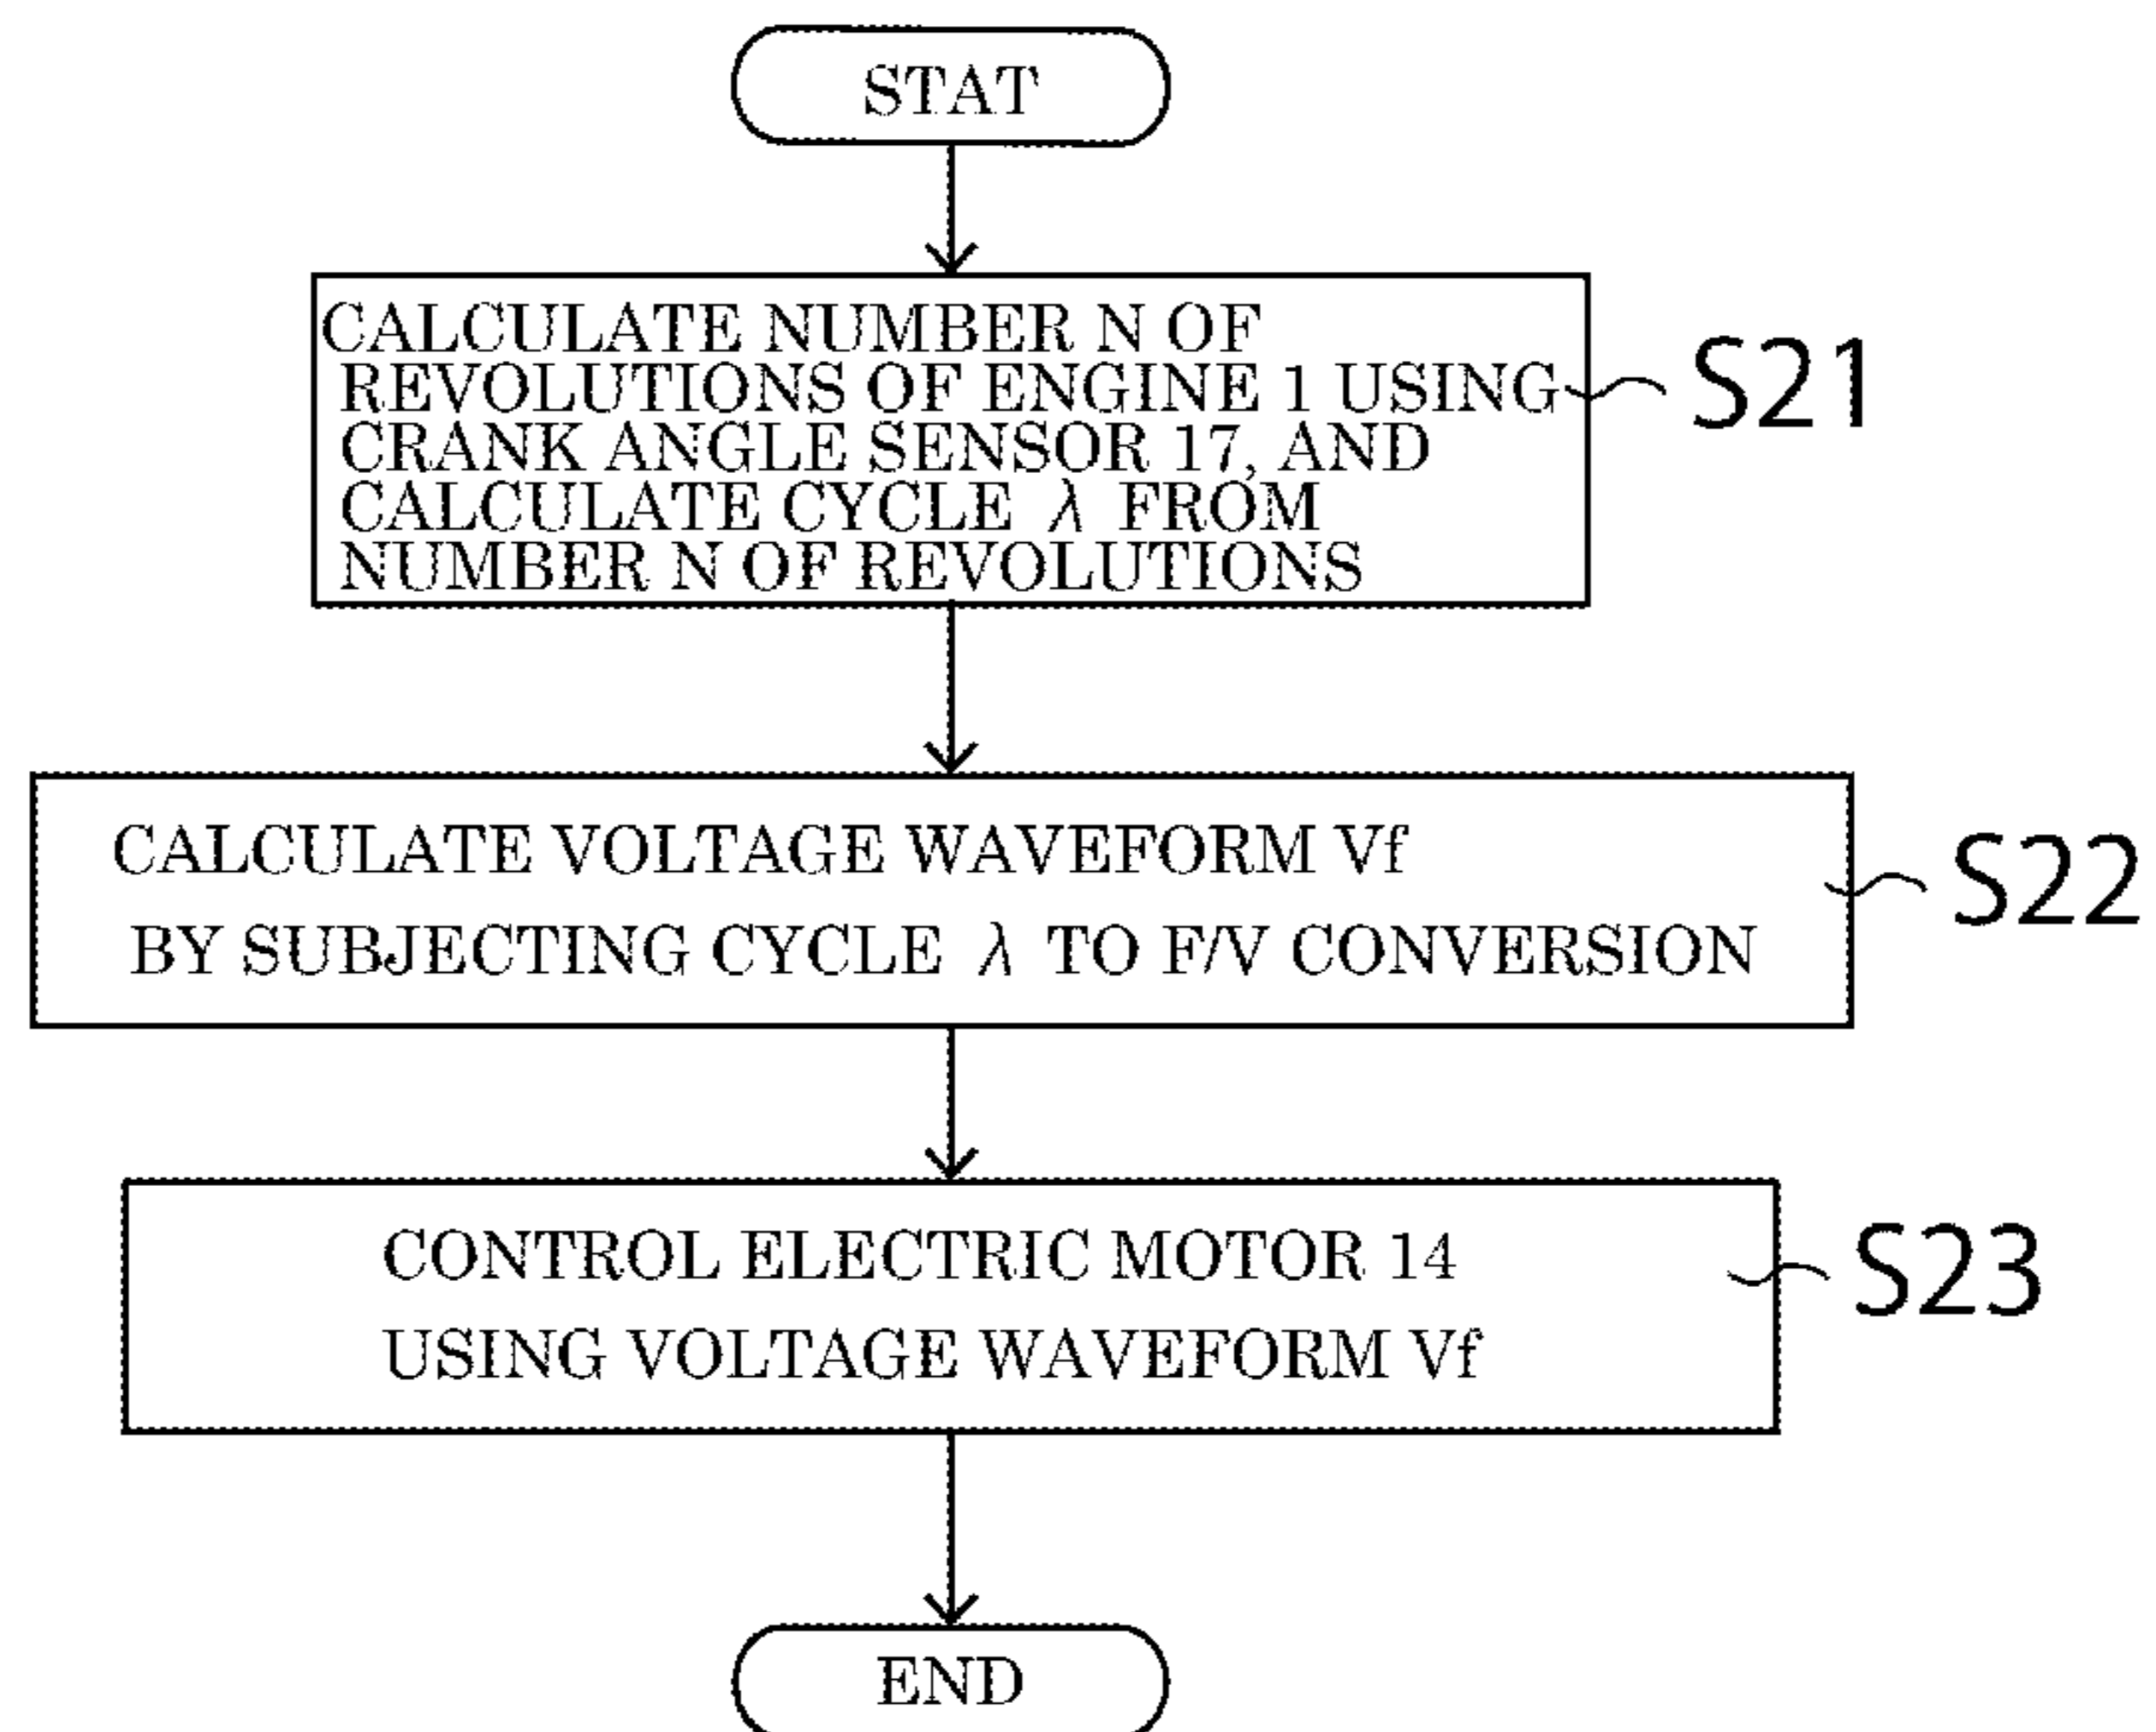 STAT
CALCULATE NUMBER N OF
REVOLUTIONS OF ENGINE 1 USING
CRANK ANGLE SENSOR 17, AND
CALCULATE CYCLE λ FROM
NUMBER N OF REVOLUTIONS
S21
CALCULATE VOLTAGE WAVEFORM Vf
BY SUBJECTING CYCLE λ TO F/V CONVERSION
S22
CONTROL ELECTRIC MOTOR 14
USING VOLTAGE WAVEFORM Vf
S23
END